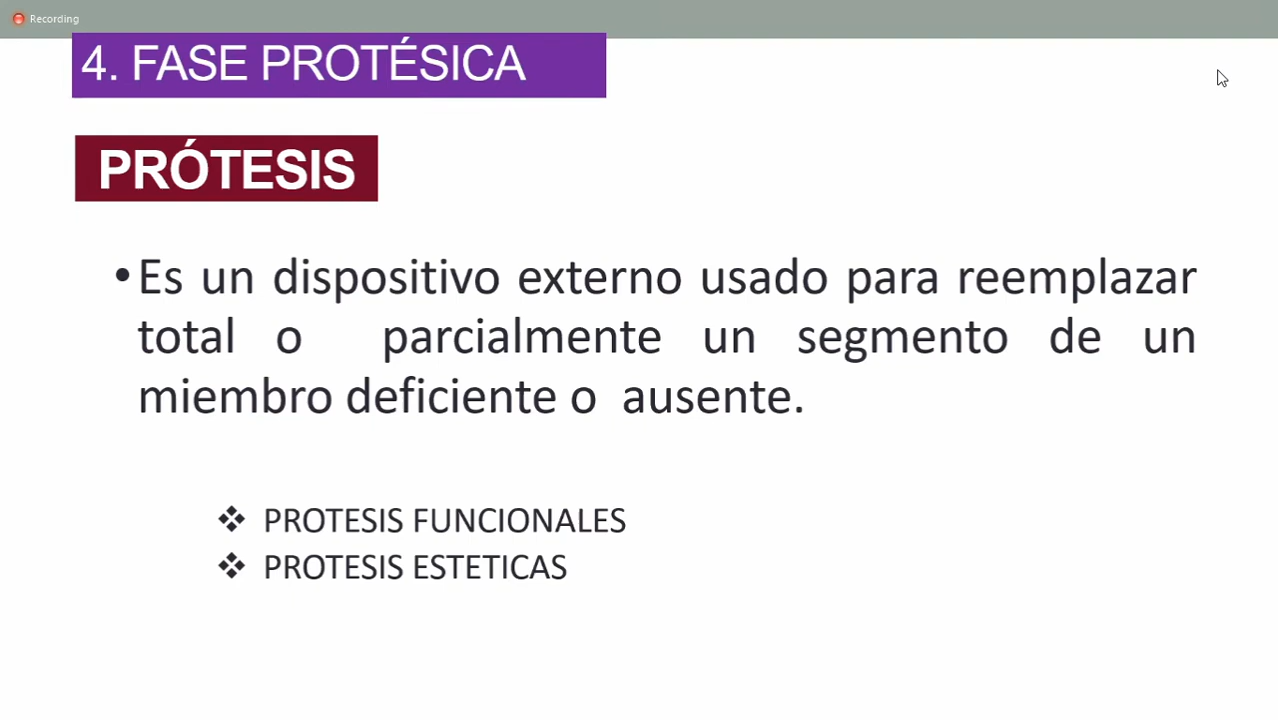 Recording
4. FASE PROTÉSICA
PRÓTESIS
•Es un dispositivo externo usado para reemplazar
total o parcialmente un segmento de un
miembro deficiente o ausente.
❖ PROTESIS FUNCIONALES
❖ PROTESIS ESTETICAS